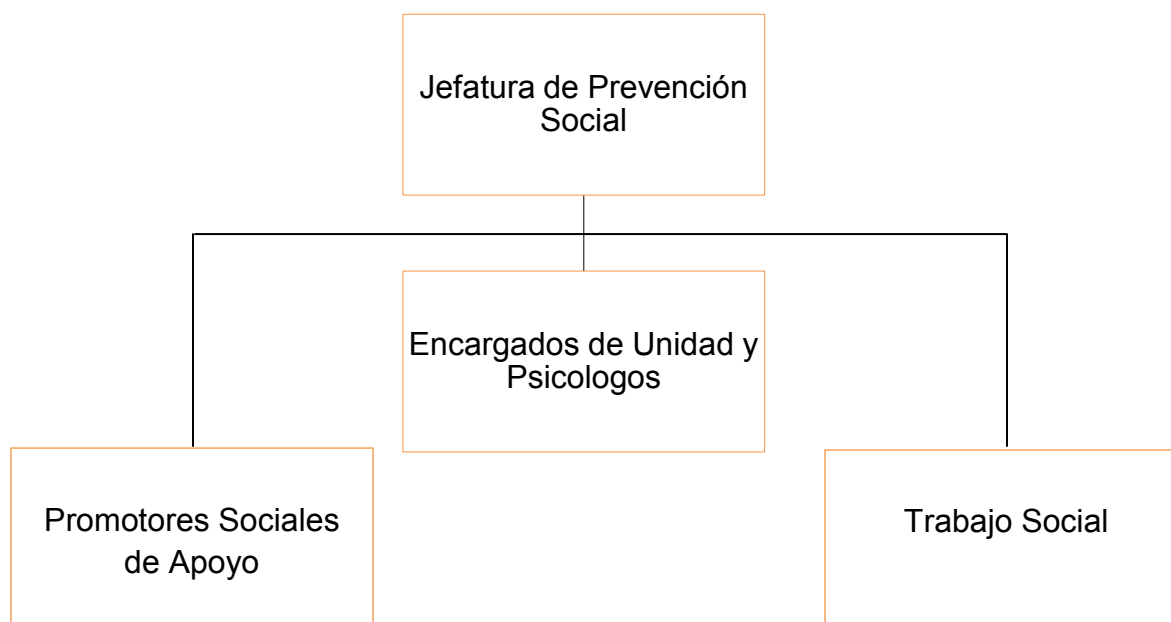 Jefatura de Prevención
Social
Encargados de Unidad y
Psicologos
Promotores Sociales
de Apoyo
Trabajo Social